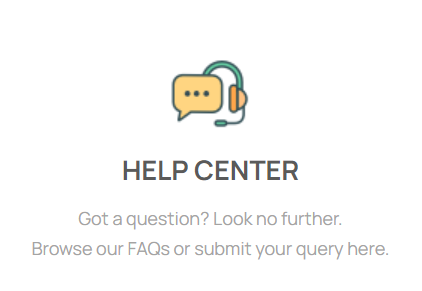 HELP CENTER
Got a question? Look no further.
Browse our FAQs or submit your query here.